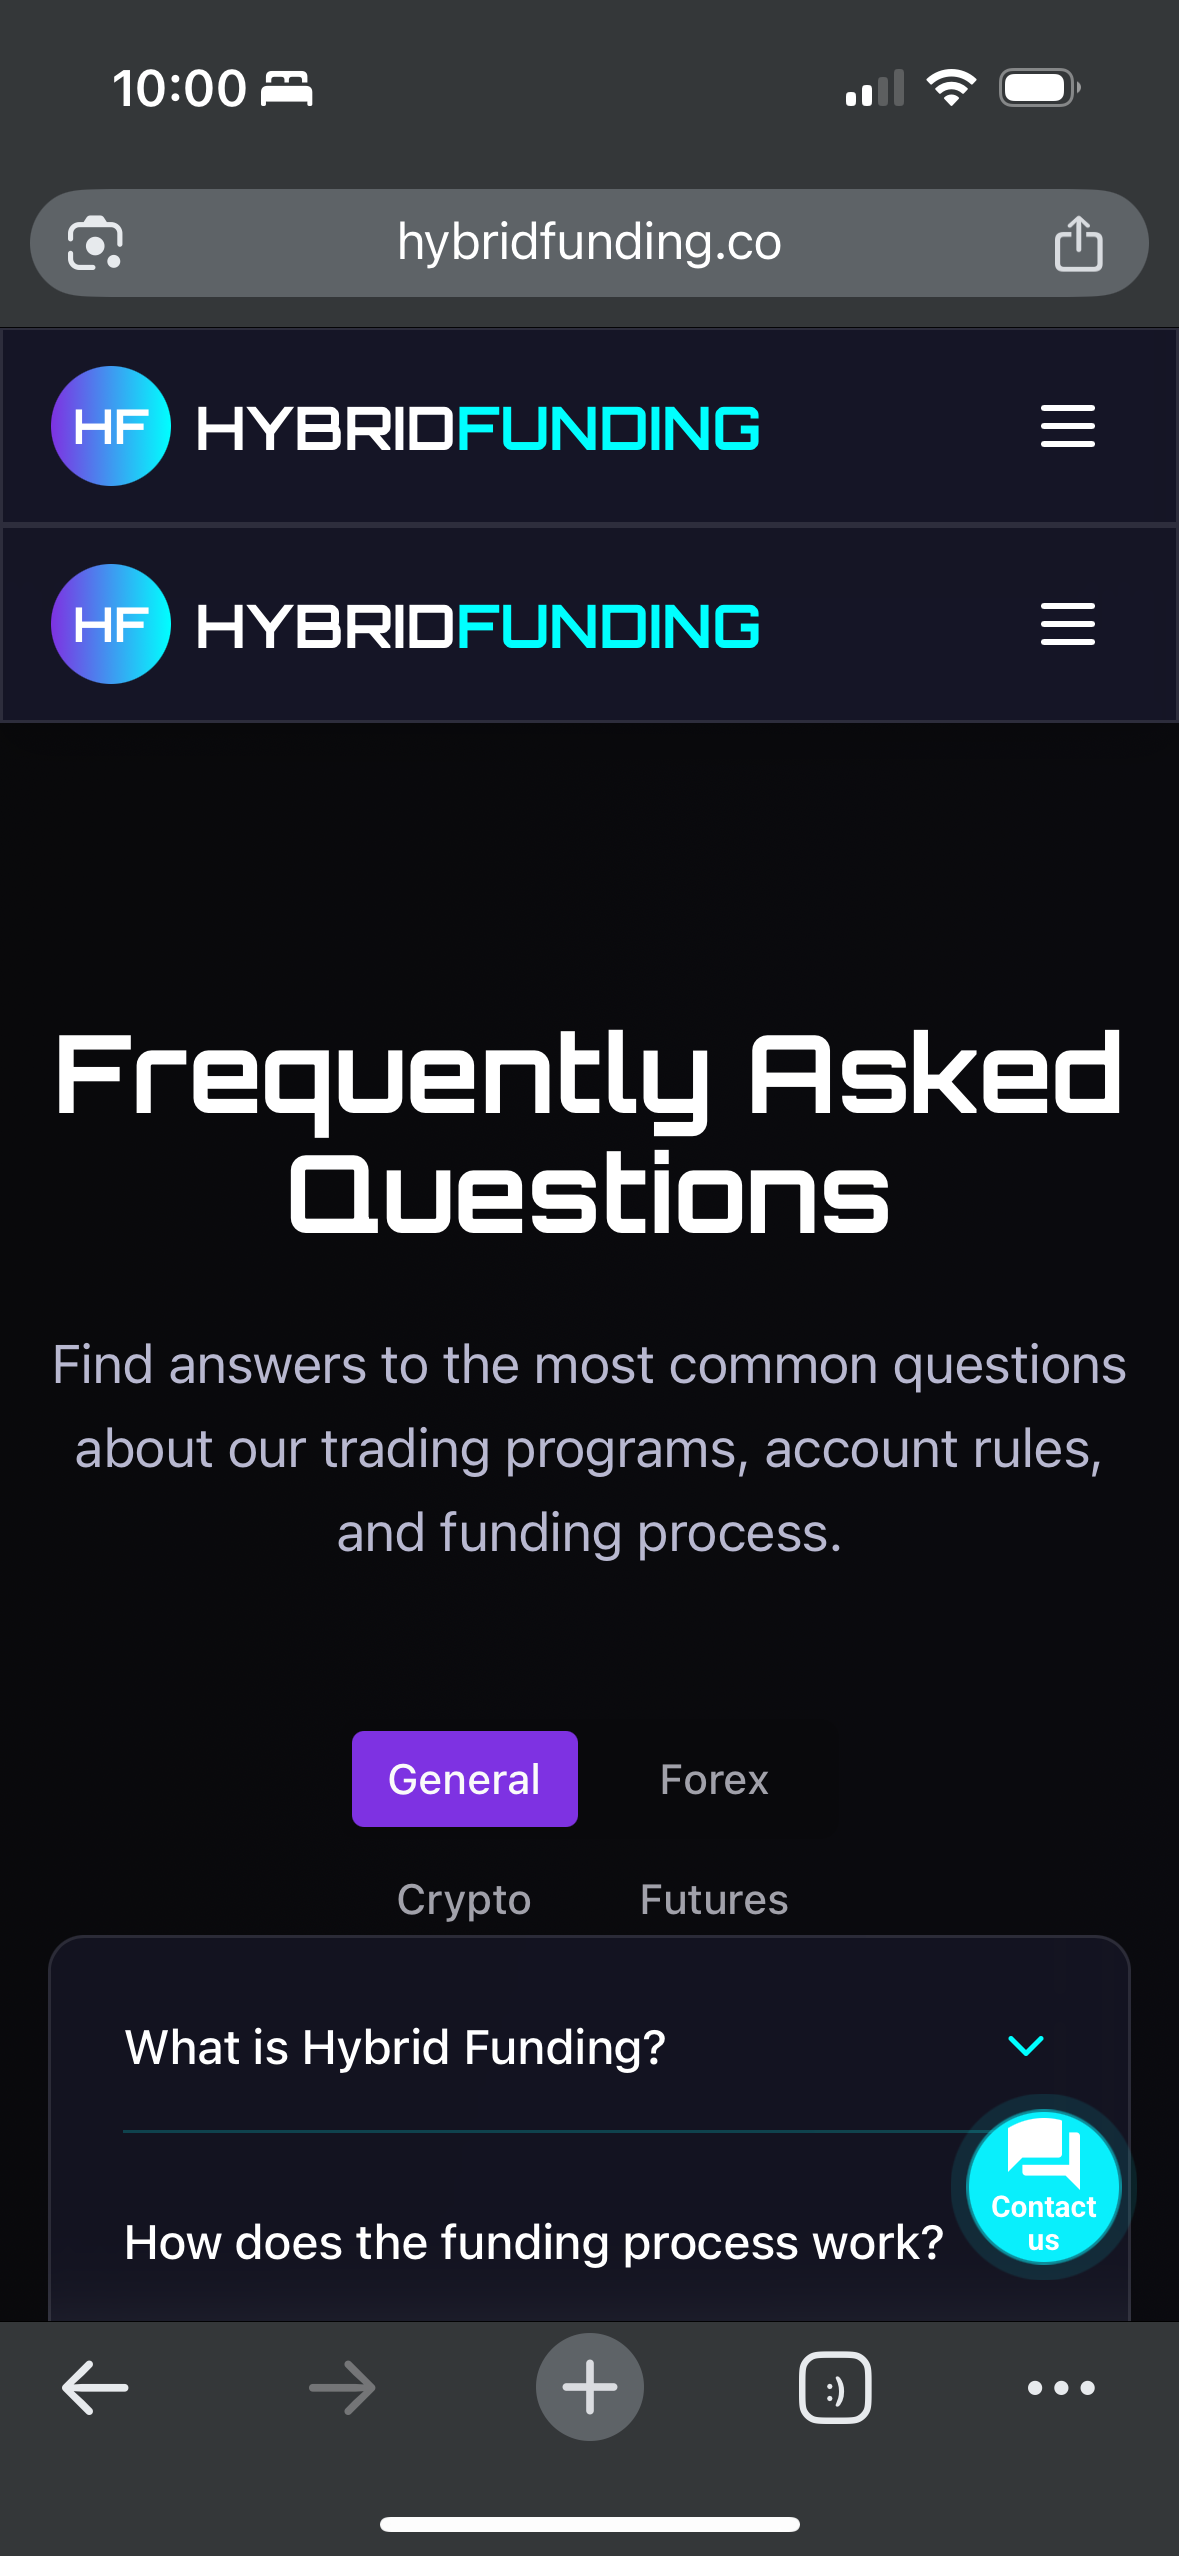 10:00
hybridfunding.co
HF HYBRIDFUNDING
HF HYBRIDFUNDING
Frequently Asked
Questions
Find answers to the most common questions
about our trading programs, account rules,
and funding process.
General Forex
Crypto Futures
What is Hybrid Funding?
How does the funding process work?
Contact
us
:)